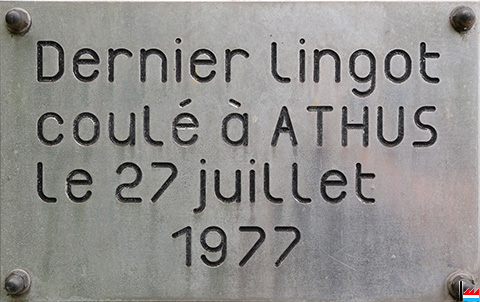 Dernier lingot
coulé à ATHUS
le 27 juillet
1977